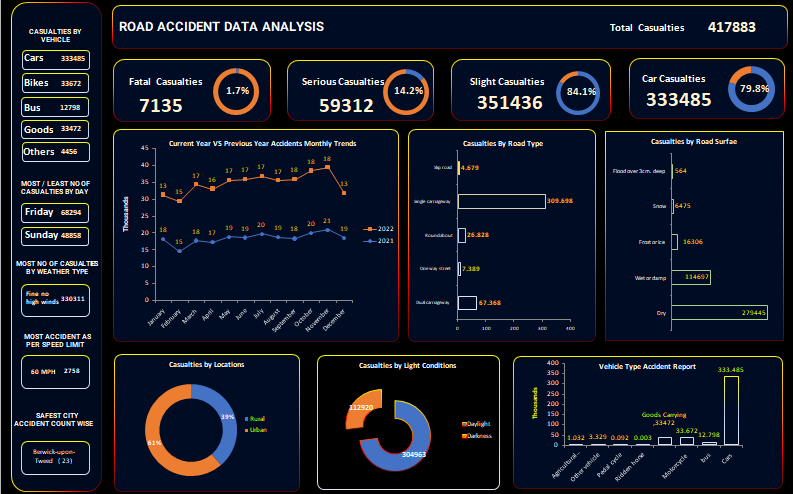 ROAD ACCIDENT DATA ANALYSIS
Total Casualties 417883
CASUALTIES BY
VEHICLE
Cars 333485
Bikes 33672
Bus 12798
Goods 33472
Others 4456
MOST / LEAST NO OF
CASUALTIES BY DAY
Friday 68294
Sunday 48858
MOST NO OF CASUALTIES
BY WEATHER TYPE
Fine no
high winds 330311
MOST ACCIDENT AS
PER SPEED LIMIT
60 MPH 2758
SAFEST CITY
ACCIDENT COUNT WISE
Berwick-upon-
Tweed ( 23)
Fatal Casualties
7135
1.7%
Serious Casualties
59312
14.2%
Slight Casualties
351436
84.1%
Car Casualties
333485
79.8%
Current Year VS Previous Year Accidents Monthly Trends
Thousands
45
40
35
30
25
20
15
10
5
0
13 15 17 16 17 17 17 16 18 18 18 13
18 15 18 17 19 19 20 19 18 20 21 19
January
February
March
April
May
June
July
August
September
October
November
December
2022
2021
Casualties By Road Type
Slip road 4.679
Single carriageway 309.698
Roundabout 26.828
One way street 7.389
Dual carriageway 67.368
0 100 200 300 400
Casualties by Road Surfae
Flood over 3cm. deep 564
Snow 6475
Frost or ice 16306
Wet or damp 114697
Dry 279445
Casualties by Locations
39%
61%
Rural
Urban
Casualties by Light Conditions
112920
304963
Daylight
Darkness
Vehicle Type Accident Report
Thousands
400
350
300
250
200
150
100
50
0
1.032
3.329
0.092
0.003
Goods Carrying
,33472
33.672
12.798
333.485
Agricultural...
Other vehicle
Pedal cycle
Ridden horse
Motorcycle
bus
Cars